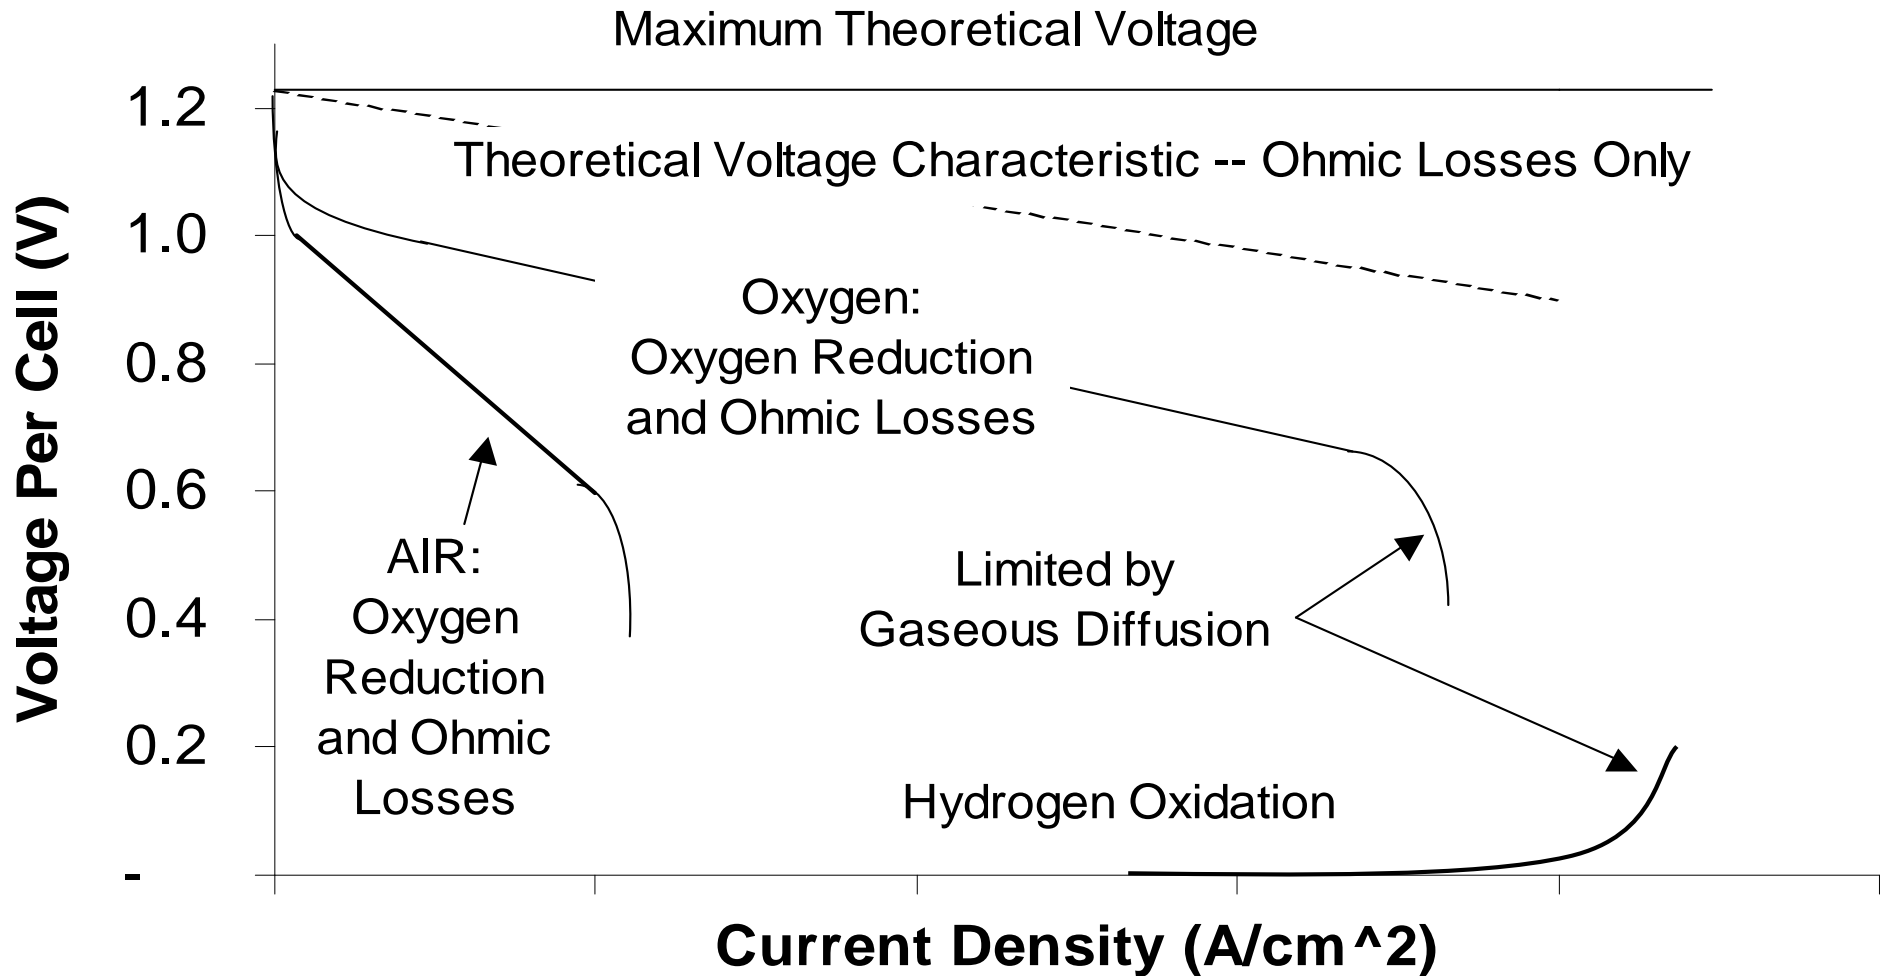 Maximum Theoretical Voltage
1.2
Theoretical Voltage Characteristic -- Ohmic Losses Only
1.0
Oxygen:
Oxygen Reduction
and Ohmic Losses
0.8
0.6
AIR:
Oxygen
Reduction
and Ohmic
Losses
Limited by
Gaseous Diffusion
0.4
0.2
Hydrogen Oxidation
-
Voltage Per Cell (V)
Current Density (A/cm^2)